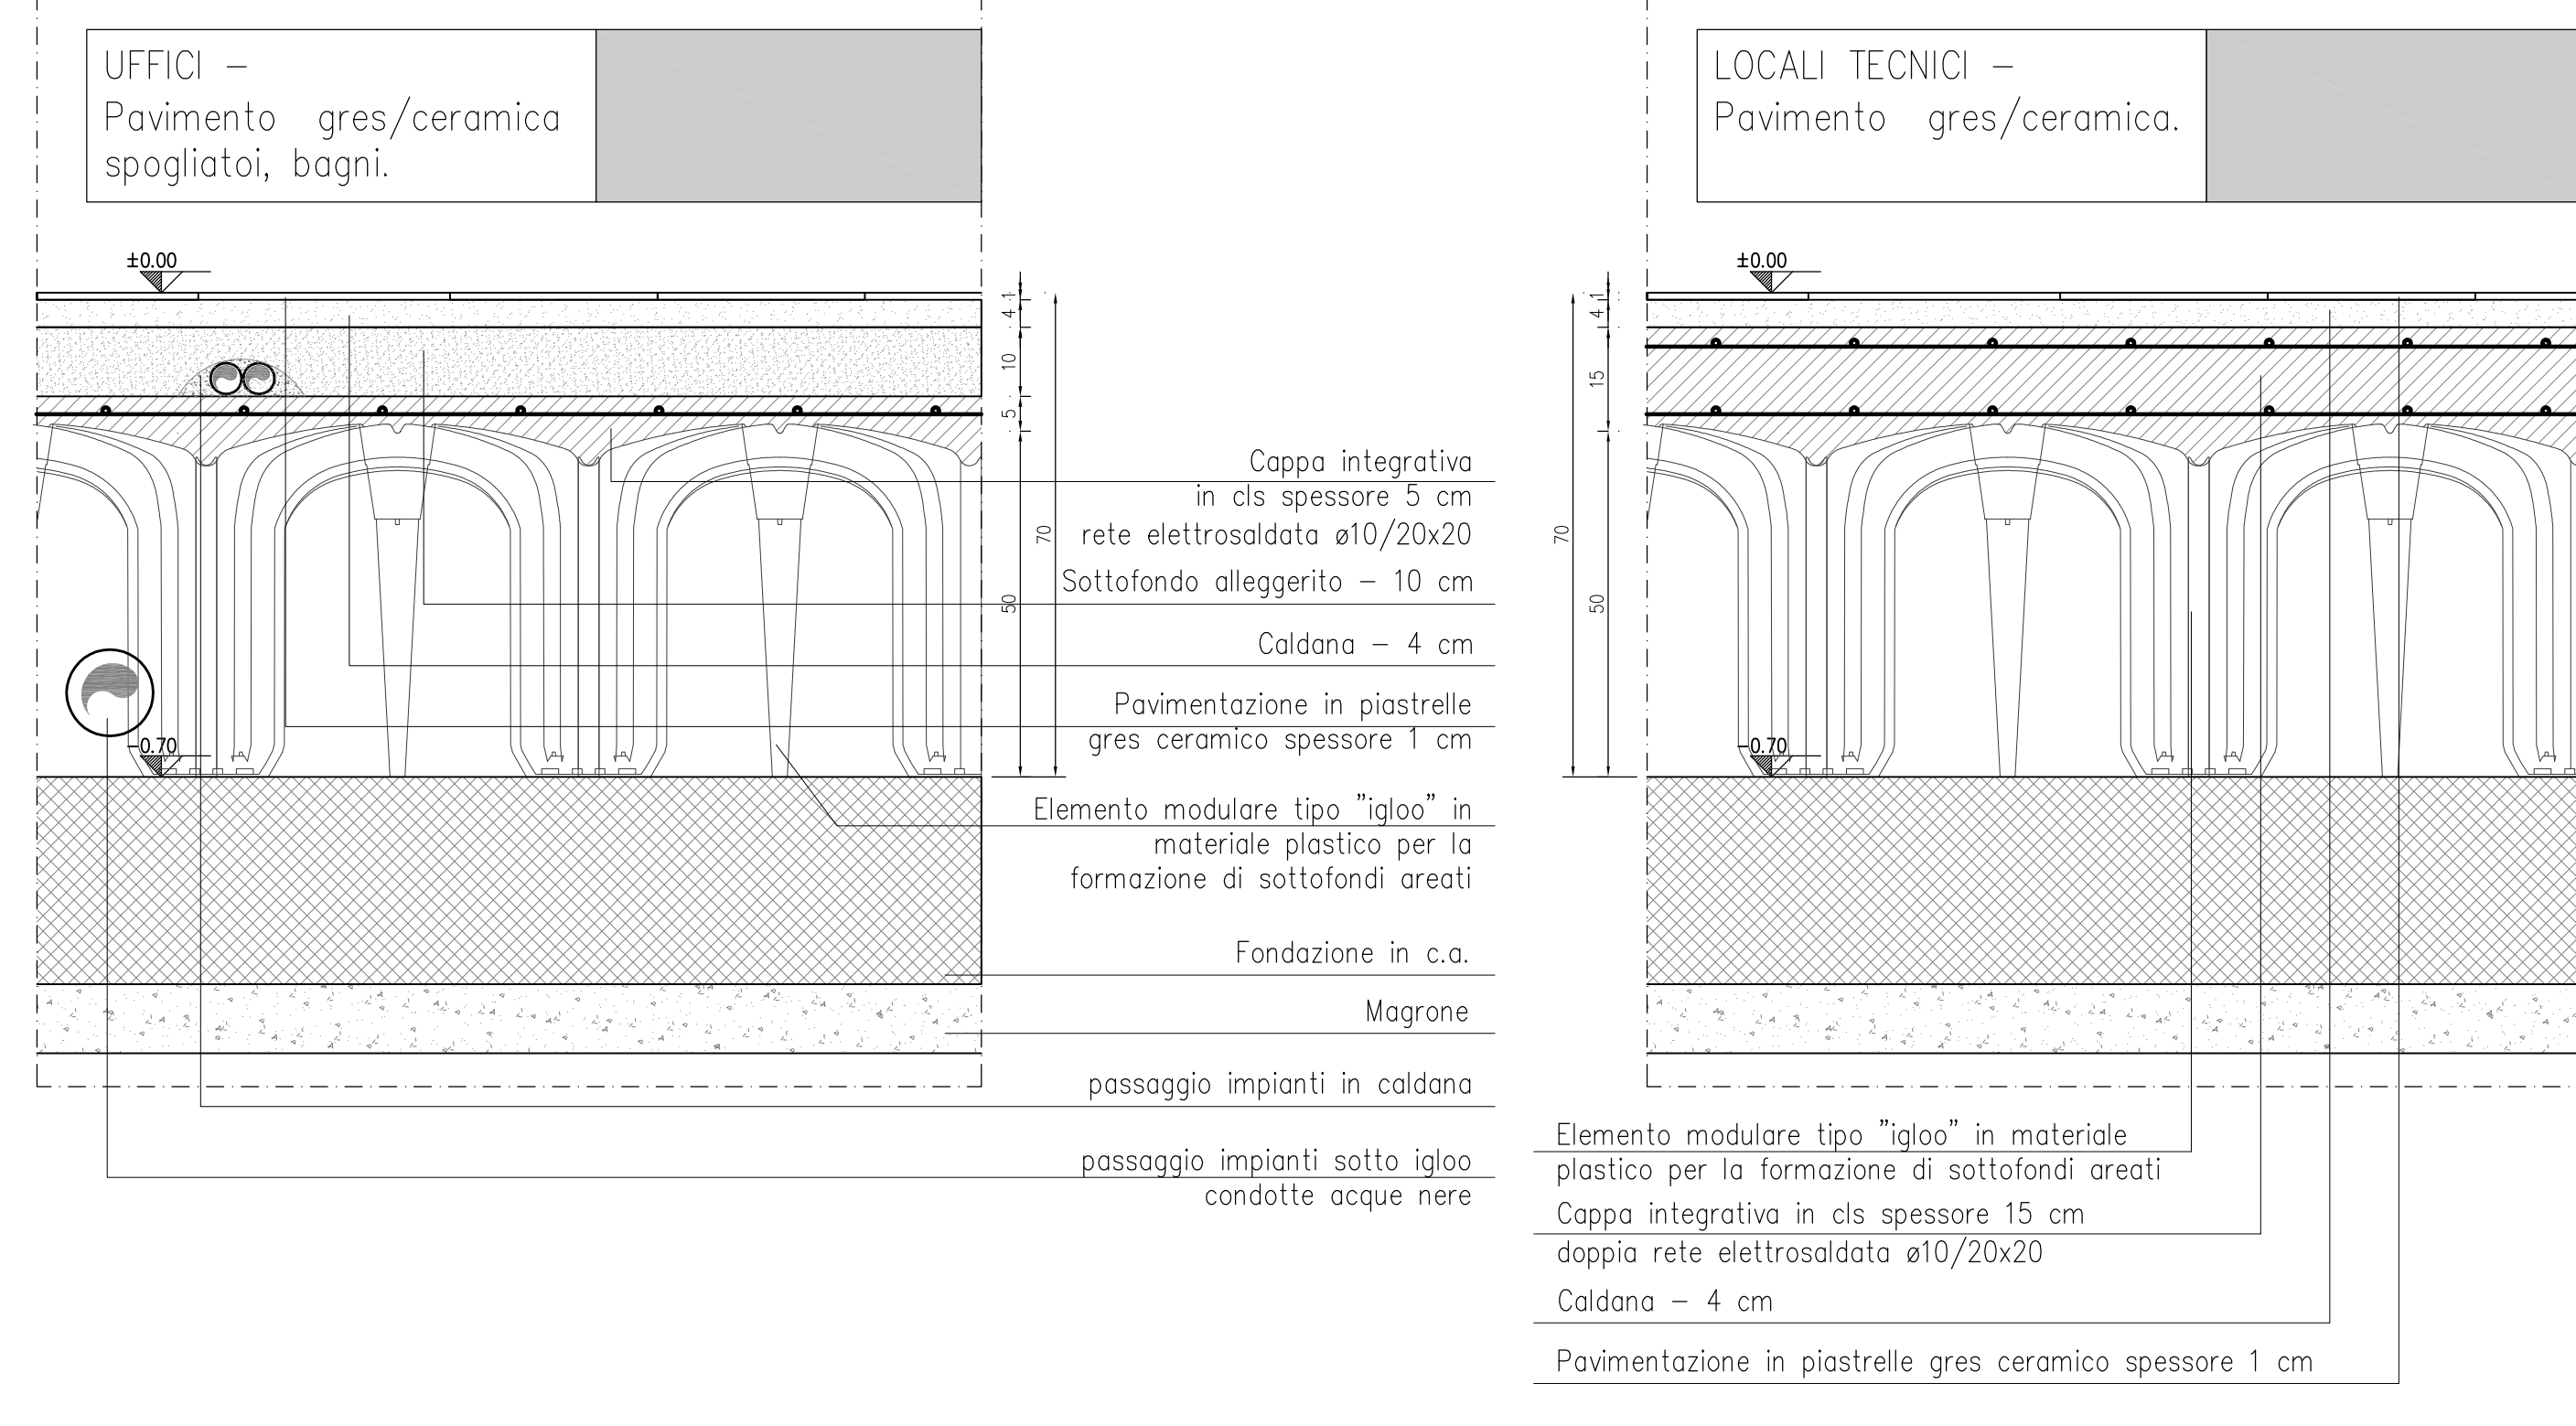 UFFICI –
Pavimento gres/ceramica
spogliatoi, bagni.
±0.00
1
4
10
5
50
70
-0.70
Cappa integrativa
in cls spessore 5 cm
rete elettrosaldata ø10/20x20
Sottofondo alleggerito – 10 cm
Caldana – 4 cm
Pavimentazione in piastrelle
gres ceramico spessore 1 cm
Elemento modulare tipo "igloo" in
materiale plastico per la
formazione di sottofondi areati
Fondazione in c.a.
Magrone
passaggio impianti in caldana
passaggio impianti sotto igloo
condotte acque nere
LOCALI TECNICI –
Pavimento gres/ceramica.
±0.00
1
4
15
50
70
-0.70
Elemento modulare tipo "igloo" in materiale
plastico per la formazione di sottofondi areati
Cappa integrativa in cls spessore 15 cm
doppia rete elettrosaldata ø10/20x20
Caldana – 4 cm
Pavimentazione in piastrelle gres ceramico spessore 1 cm